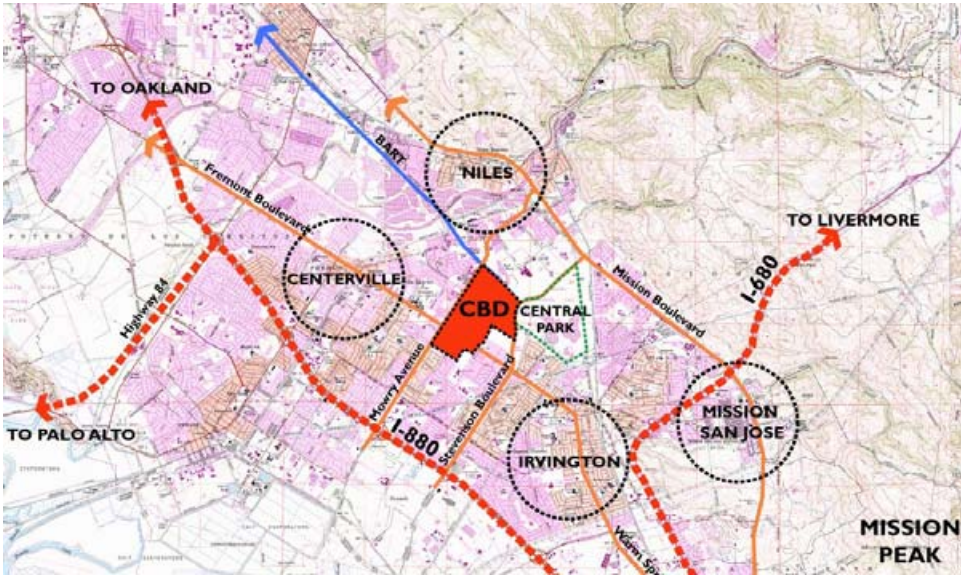 TO OAKLAND
BART
NILES
Fremont Boulevard
TO LIVERMORE
CENTERVILLE
Mission Boulevard
I-680
Highway 84
CBD
CENTRAL
PARK
Mowry Avenue
I-880
Stevenson Boulevard
TO PALO ALTO
MISSION
SAN JOSE
IRVINGTON
MISSION
PEAK